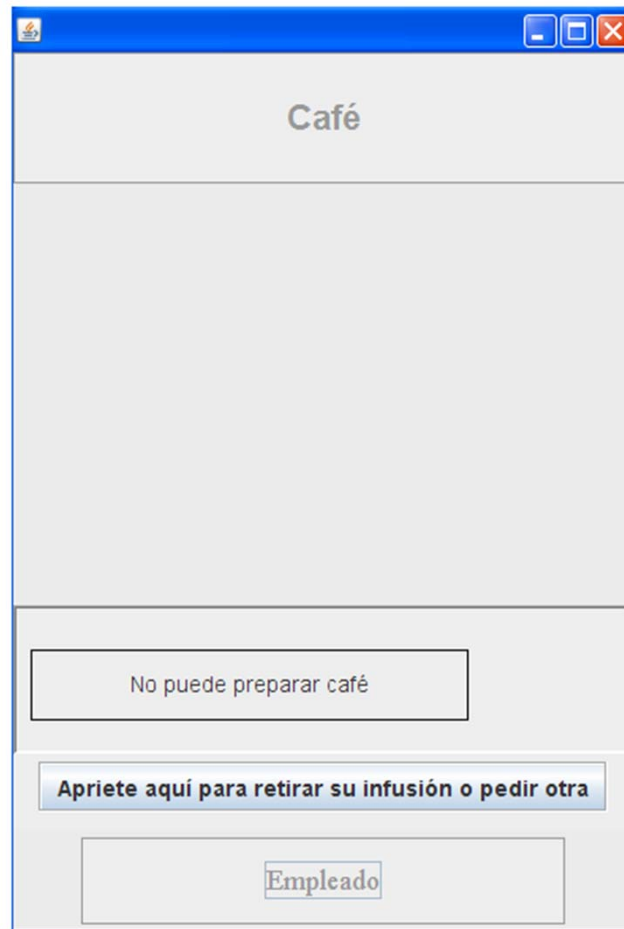 Café
No puede preparar café
Apriete aquí para retirar su infusión o pedir otra
Empleado